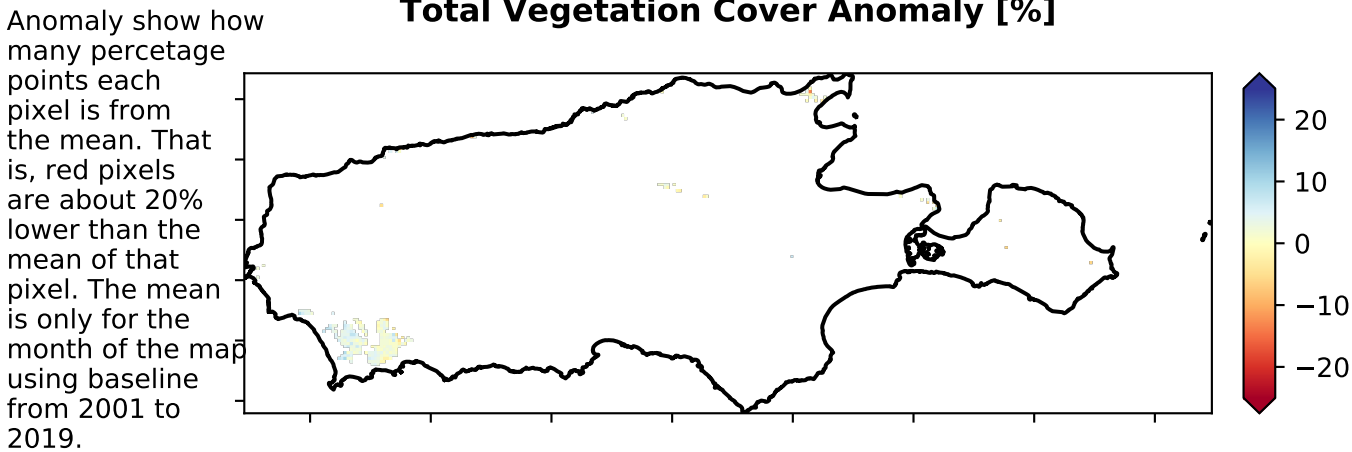 Total Vegetation Cover Anomaly [%]
Anomaly show how
many percetage
points each
pixel is from
the mean. That
is, red pixels
are about 20%
lower than the
mean of that
pixel. The mean
is only for the
month of the map
using baseline
from 2001 to
2019.
20
10
0
−10
−20